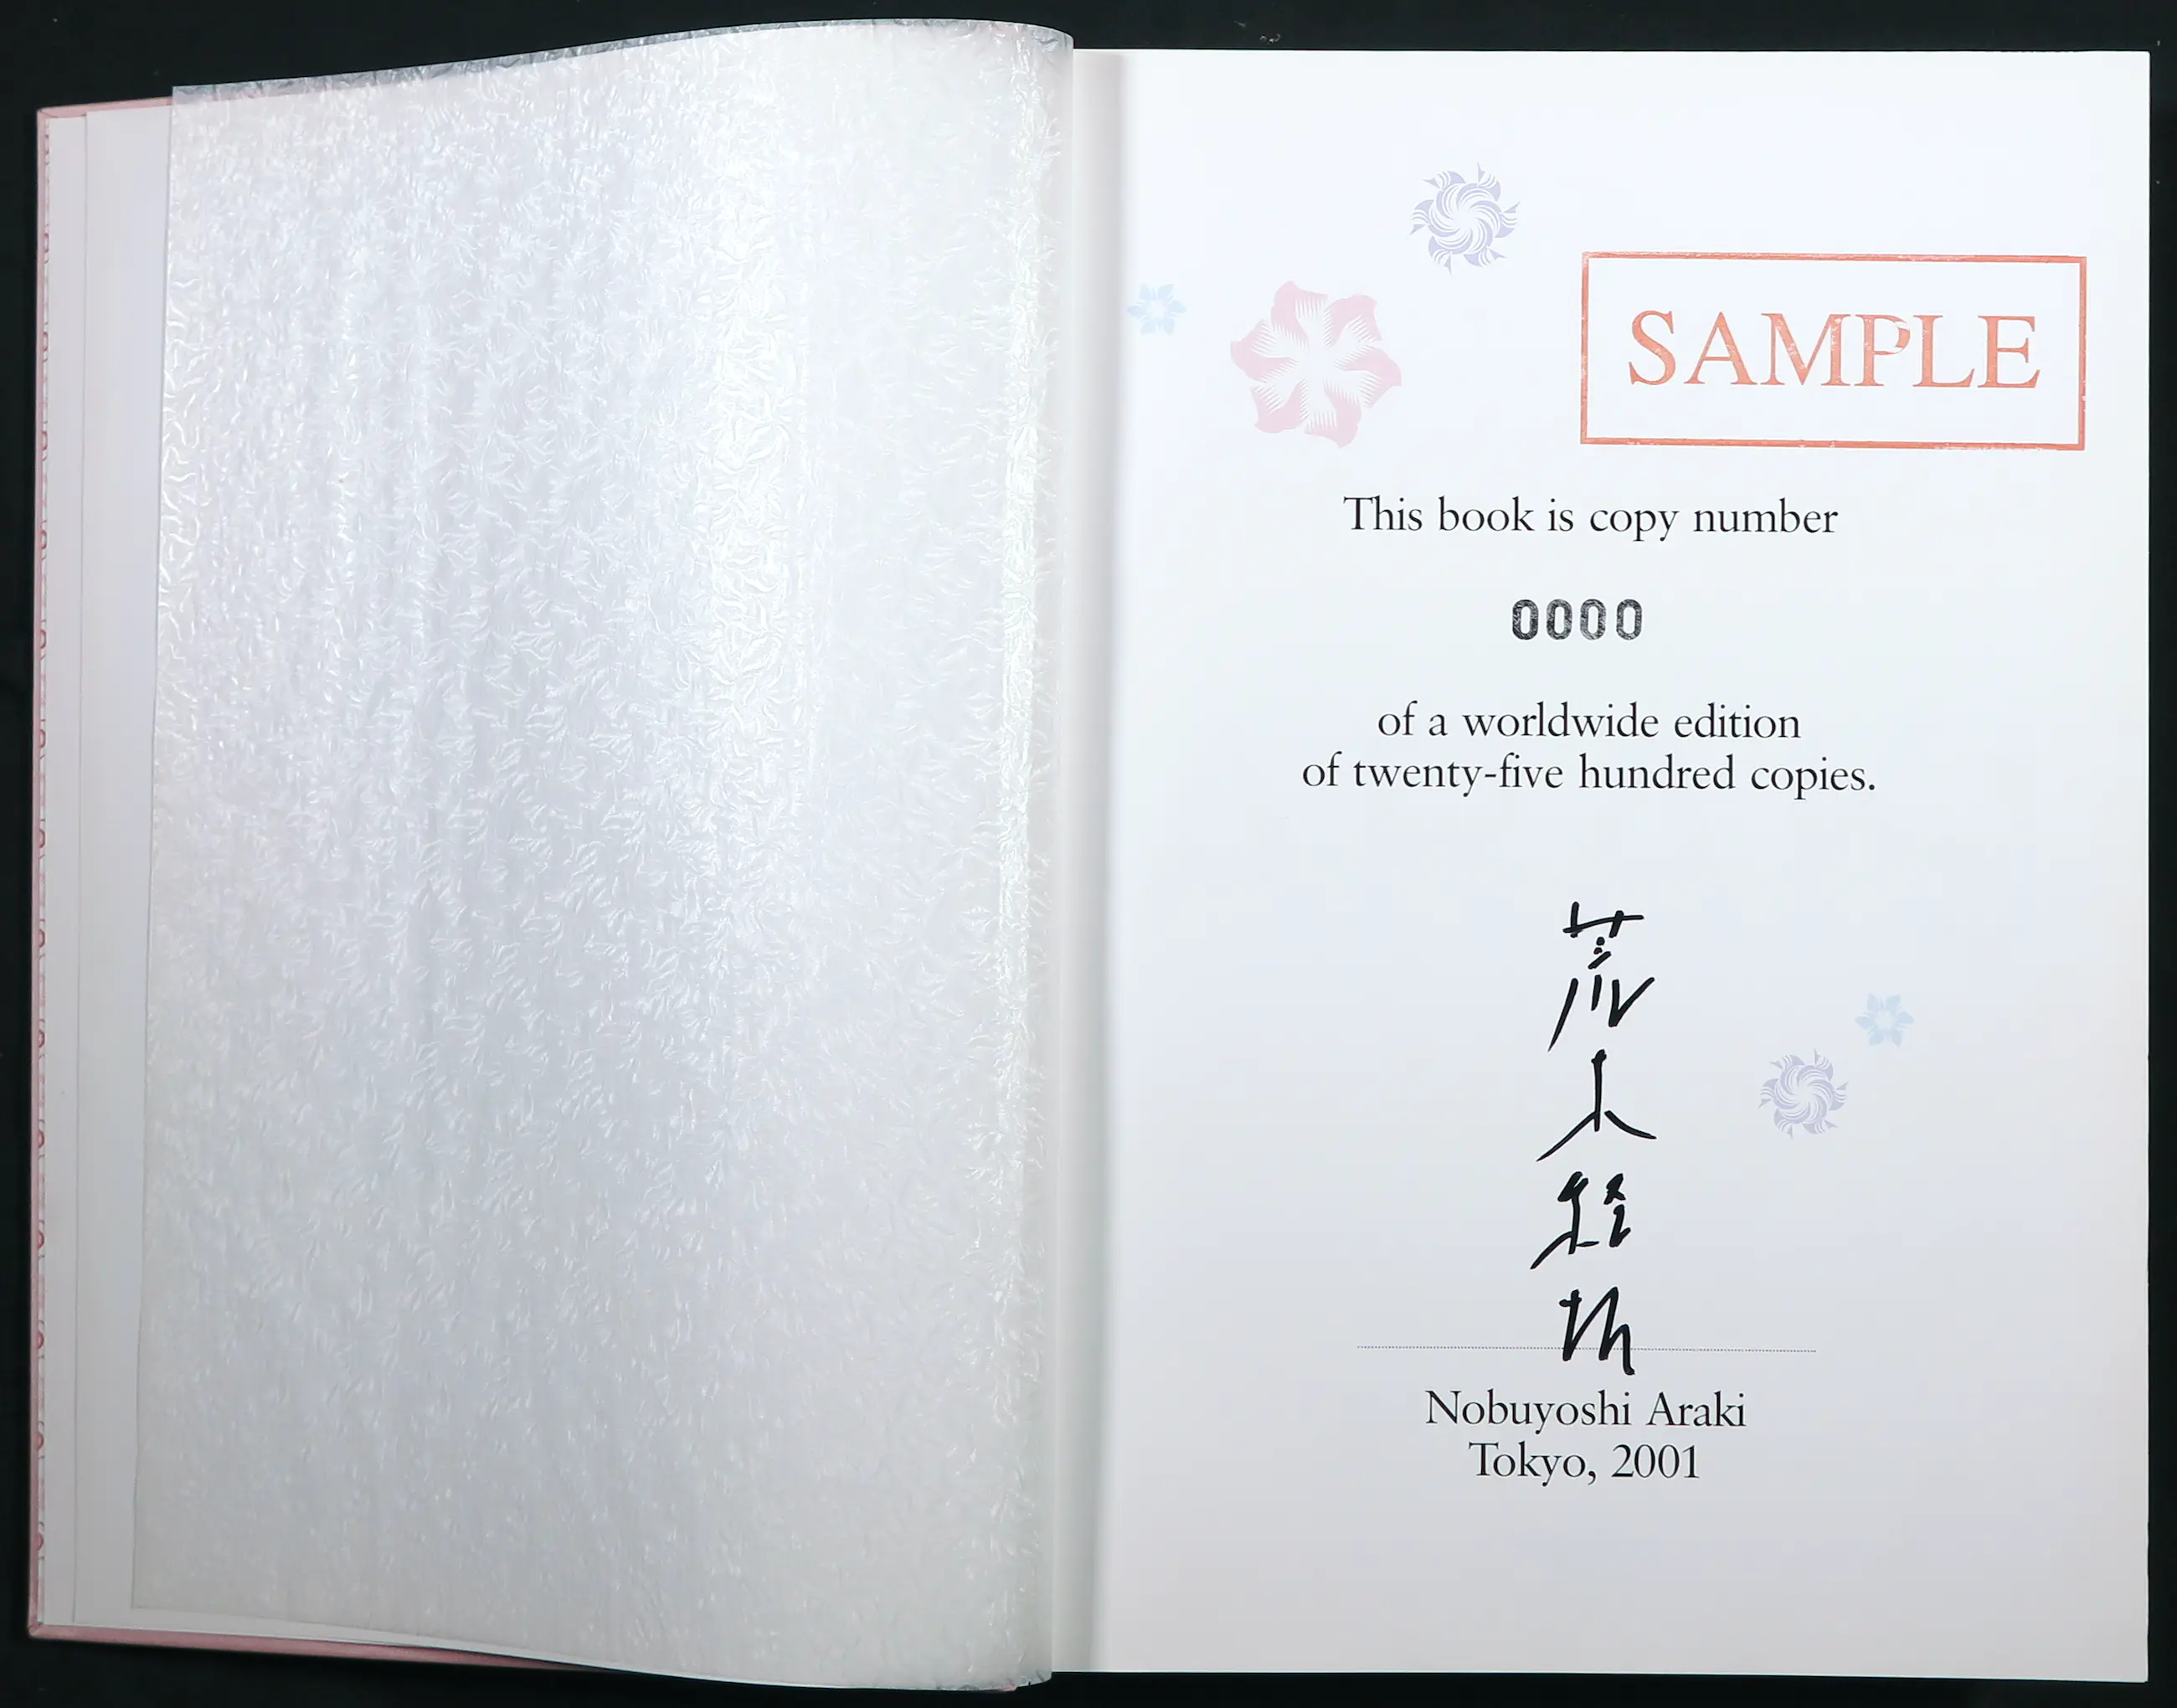 SAMPLE
This book is copy number
0000
of a worldwide edition
of twenty-five hundred copies.
荒木経惟
Nobuyoshi Araki
Tokyo, 2001